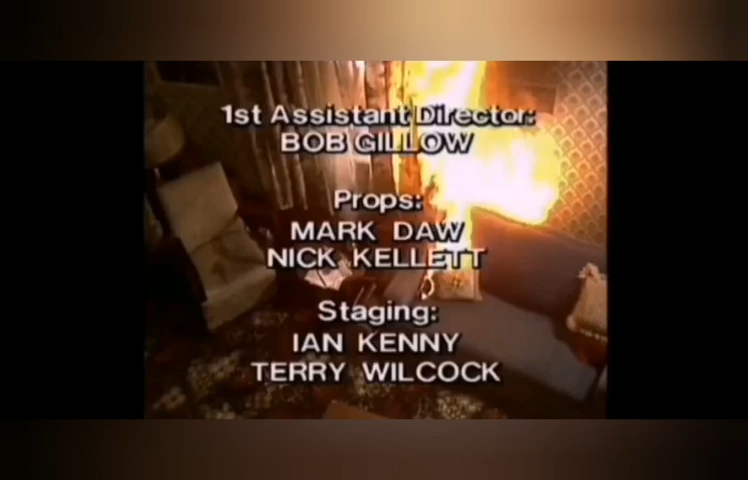 1st Assistant Director:
BOB GILLOW
Props:
MARK DAW
NICK KELLETT
Staging:
IAN KENNY
TERRY WILCOCK